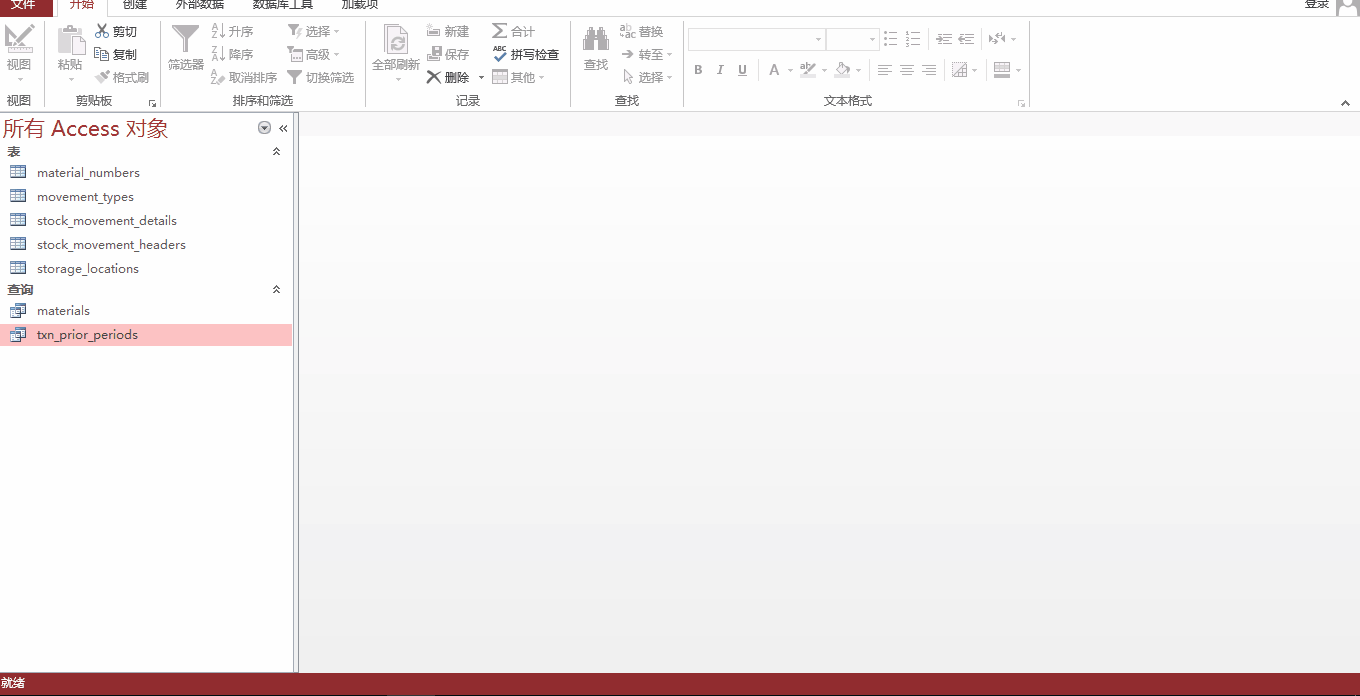 文件 开始 创建 外部数据 数据库工具 加载项 登录
视图 粘贴 剪切 复制 格式刷
筛选器 升序 降序 取消排序 选择 高级 切换筛选
全部刷新 新建 保存 删除 合计 拼写检查 其他
查找 替换 转至 选择
B I U A
视图 剪贴板 排序和筛选 记录 查找 文本格式
所有 Access 对象
表
material_numbers
movement_types
stock_movement_details
stock_movement_headers
storage_locations
查询
materials
txn_prior_periods
就绪